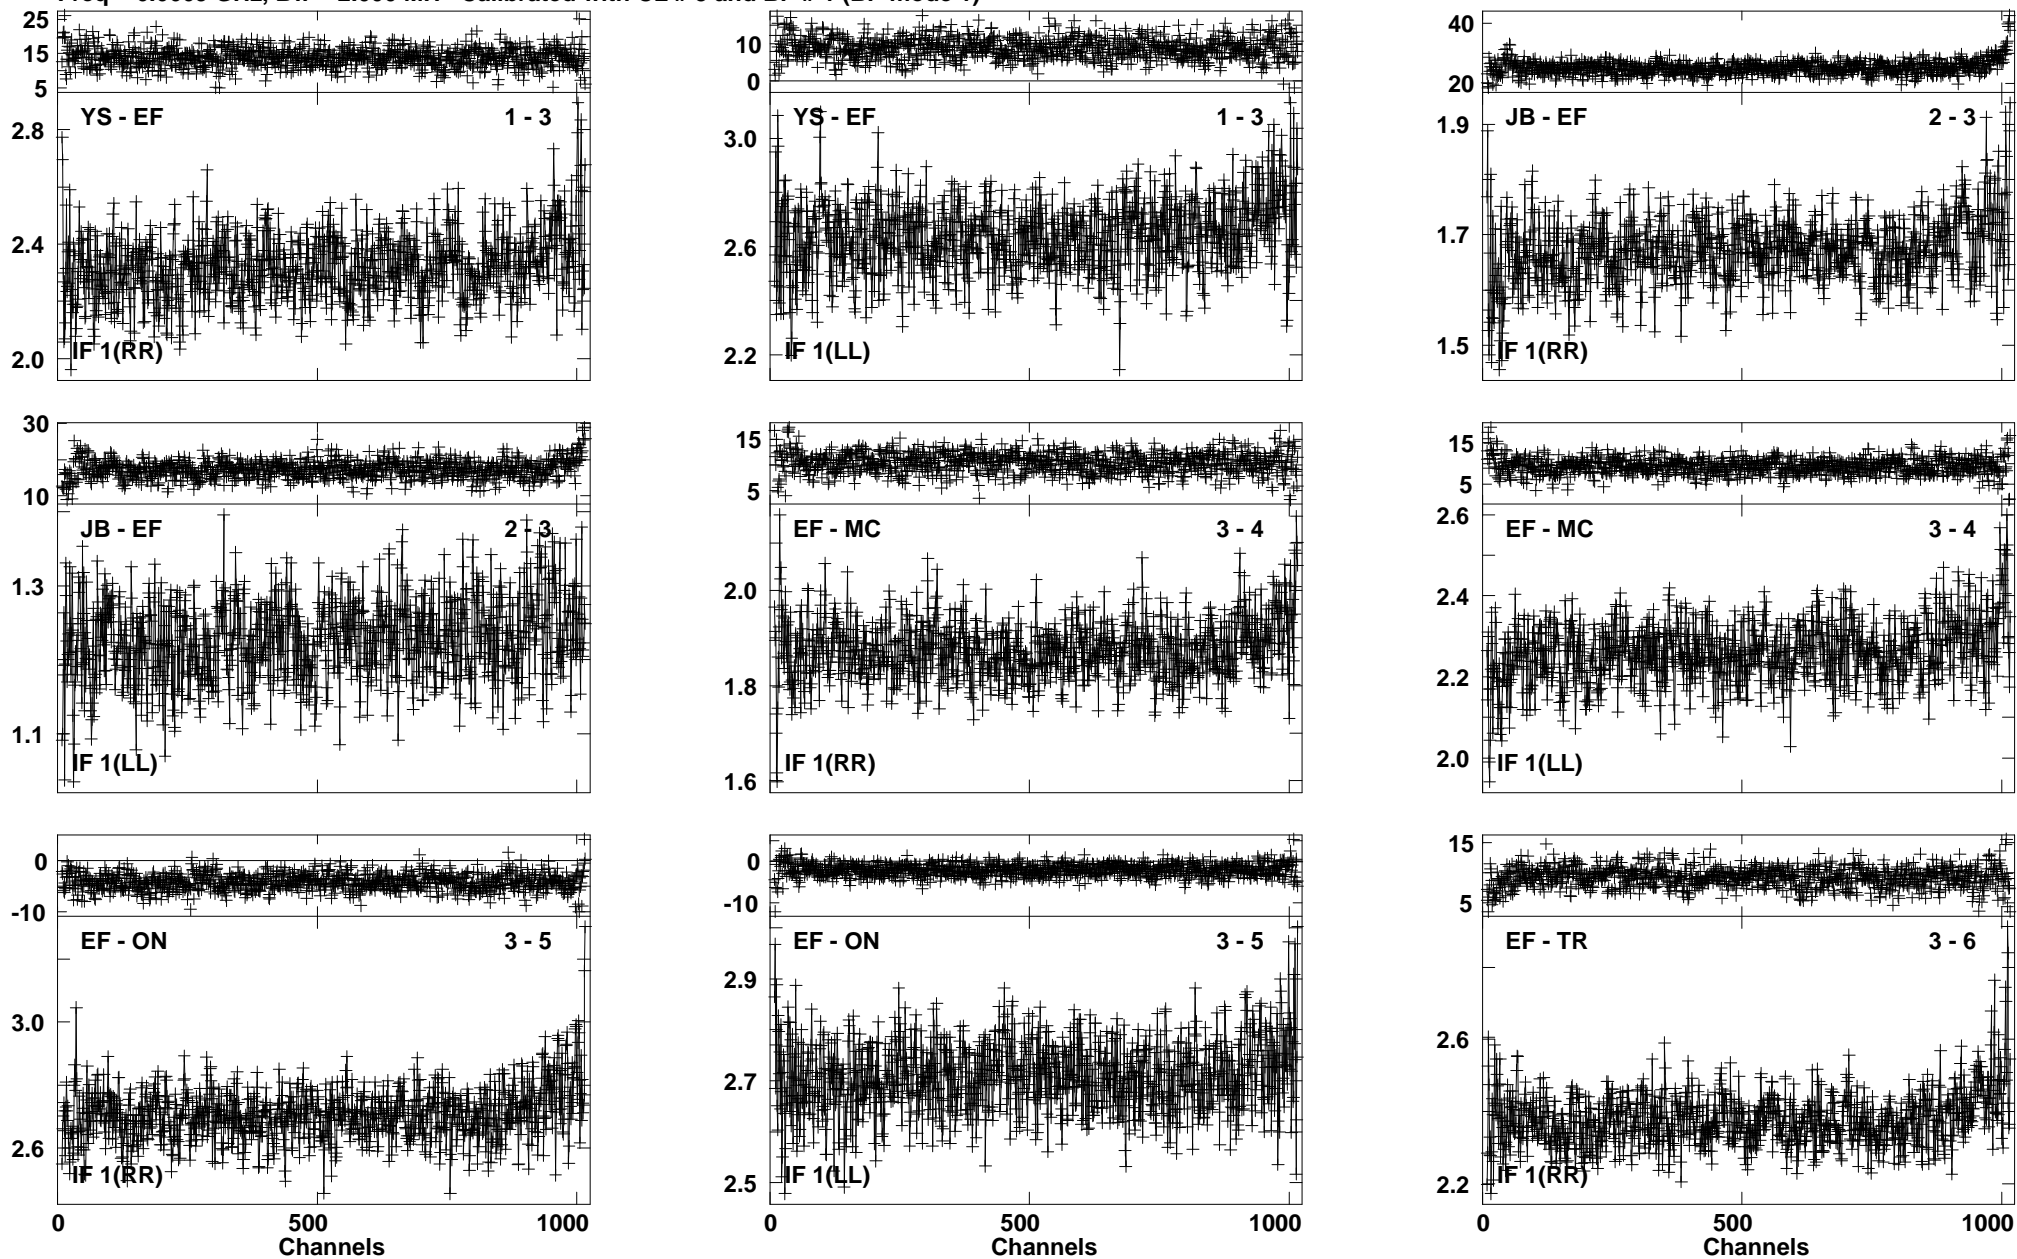 25
15
5
YS - EF
1 - 3
2.8
2.4
2.0
IF 1(RR)
10
0
YS - EF
1 - 3
3.0
2.6
2.2
IF 1(LL)
40
20
JB - EF
2 - 3
1.9
1.7
1.5
IF 1(RR)
30
10
JB - EF
2 - 3
1.3
1.1
IF 1(LL)
15
5
EF - MC
3 - 4
2.0
1.8
1.6
IF 1(RR)
15
5
EF - MC
3 - 4
2.6
2.4
2.2
2.0
IF 1(LL)
0
-10
EF - ON
3 - 5
3.0
2.6
IF 1(RR)
0 500 1000
Channels
0
-10
EF - ON
3 - 5
2.9
2.7
2.5
IF 1(LL)
0 500 1000
Channels
15
5
EF - TR
3 - 6
2.6
2.2
IF 1(RR)
0 500 1000
Channels